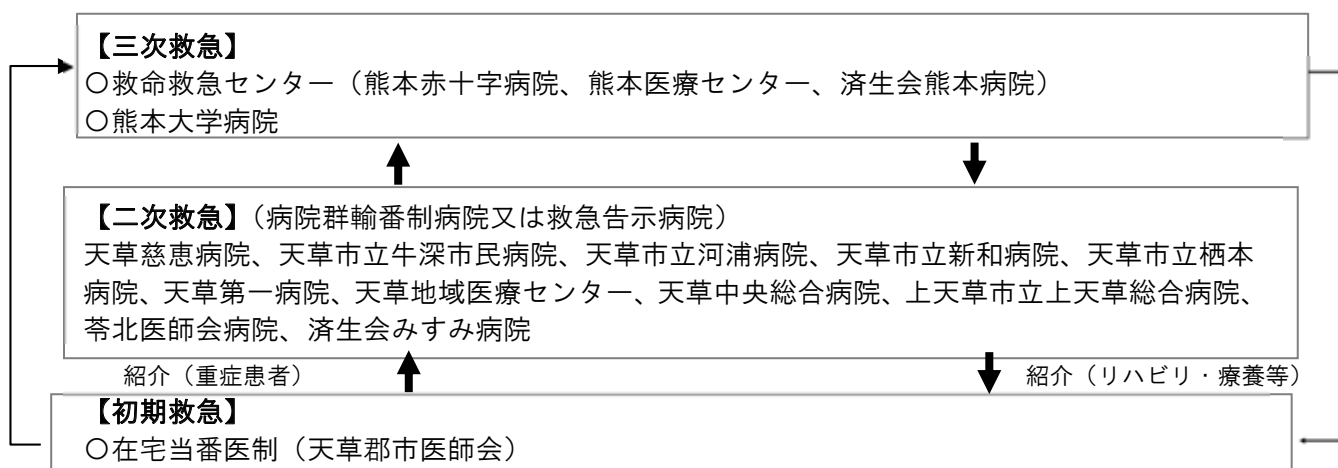 【三次救急】
○救命救急センター（熊本赤十字病院、熊本医療センター、済生会熊本病院）
○熊本大学病院
【二次救急】（病院群輪番制病院又は救急告示病院）
天草慈恵病院、天草市立牛深市民病院、天草市立河浦病院、天草市立新和病院、天草市立栖本
病院、天草第一病院、天草地域医療センター、天草中央総合病院、上天草市立上天草総合病院、
苓北医師会病院、済生会みすみ病院
紹介（重症患者）
紹介（リハビリ・療養等）
【初期救急】
○在宅当番医制（天草郡市医師会）